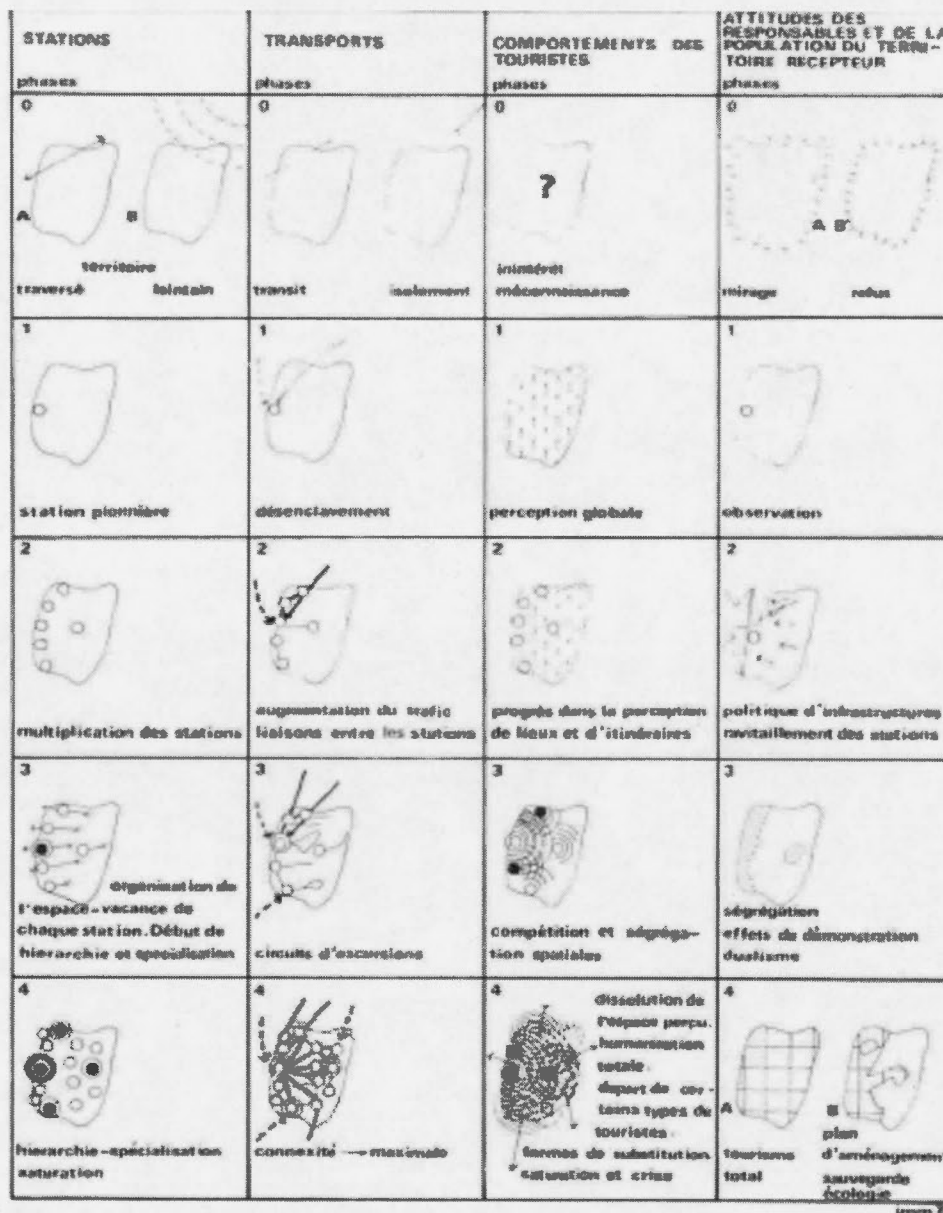 STATIONS
phases
TRANSPORTS
phases
COMPORTEMENTS DES
TOURISTES
phases
ATTITUDES DES
RESPONSABLES ET DE LA
POPULATION DU TERRI-
TOIRE RECEPTEUR
phases
0
A
B
territoire
traversé lointain
0
transit isolement
0
?
inintérêt
méconnaissance
0
A B
mirage refus
1
station pionnière
1
désenclavement
1
perception globale
1
observation
2
multiplication des stations
2
augmentation du trafic
liaisons entre les stations
2
progrès dans la perception
de lieux et d'itinéraires
2
politique d'infrastructures
ravitaillement des stations
3
organisation de
l'espace-vacance de
chaque station. Début de
hierarchie et specialisation
3
circuits d'excursions
3
compétition et ségréga-
tion spatiales
3
ségrégation
effets de démonstration
dualisme
4
hierarchie-spécialisation
saturation
4
connexité → maximale
4
dissolution de
l'espace perçu.
humanisation
totale.
depart de cer-
tains types de
touristes.
formes de substitution
saturation et crise
4
A
B
tourisme
total
plan
d'aménagement
sauvegarde
écologie